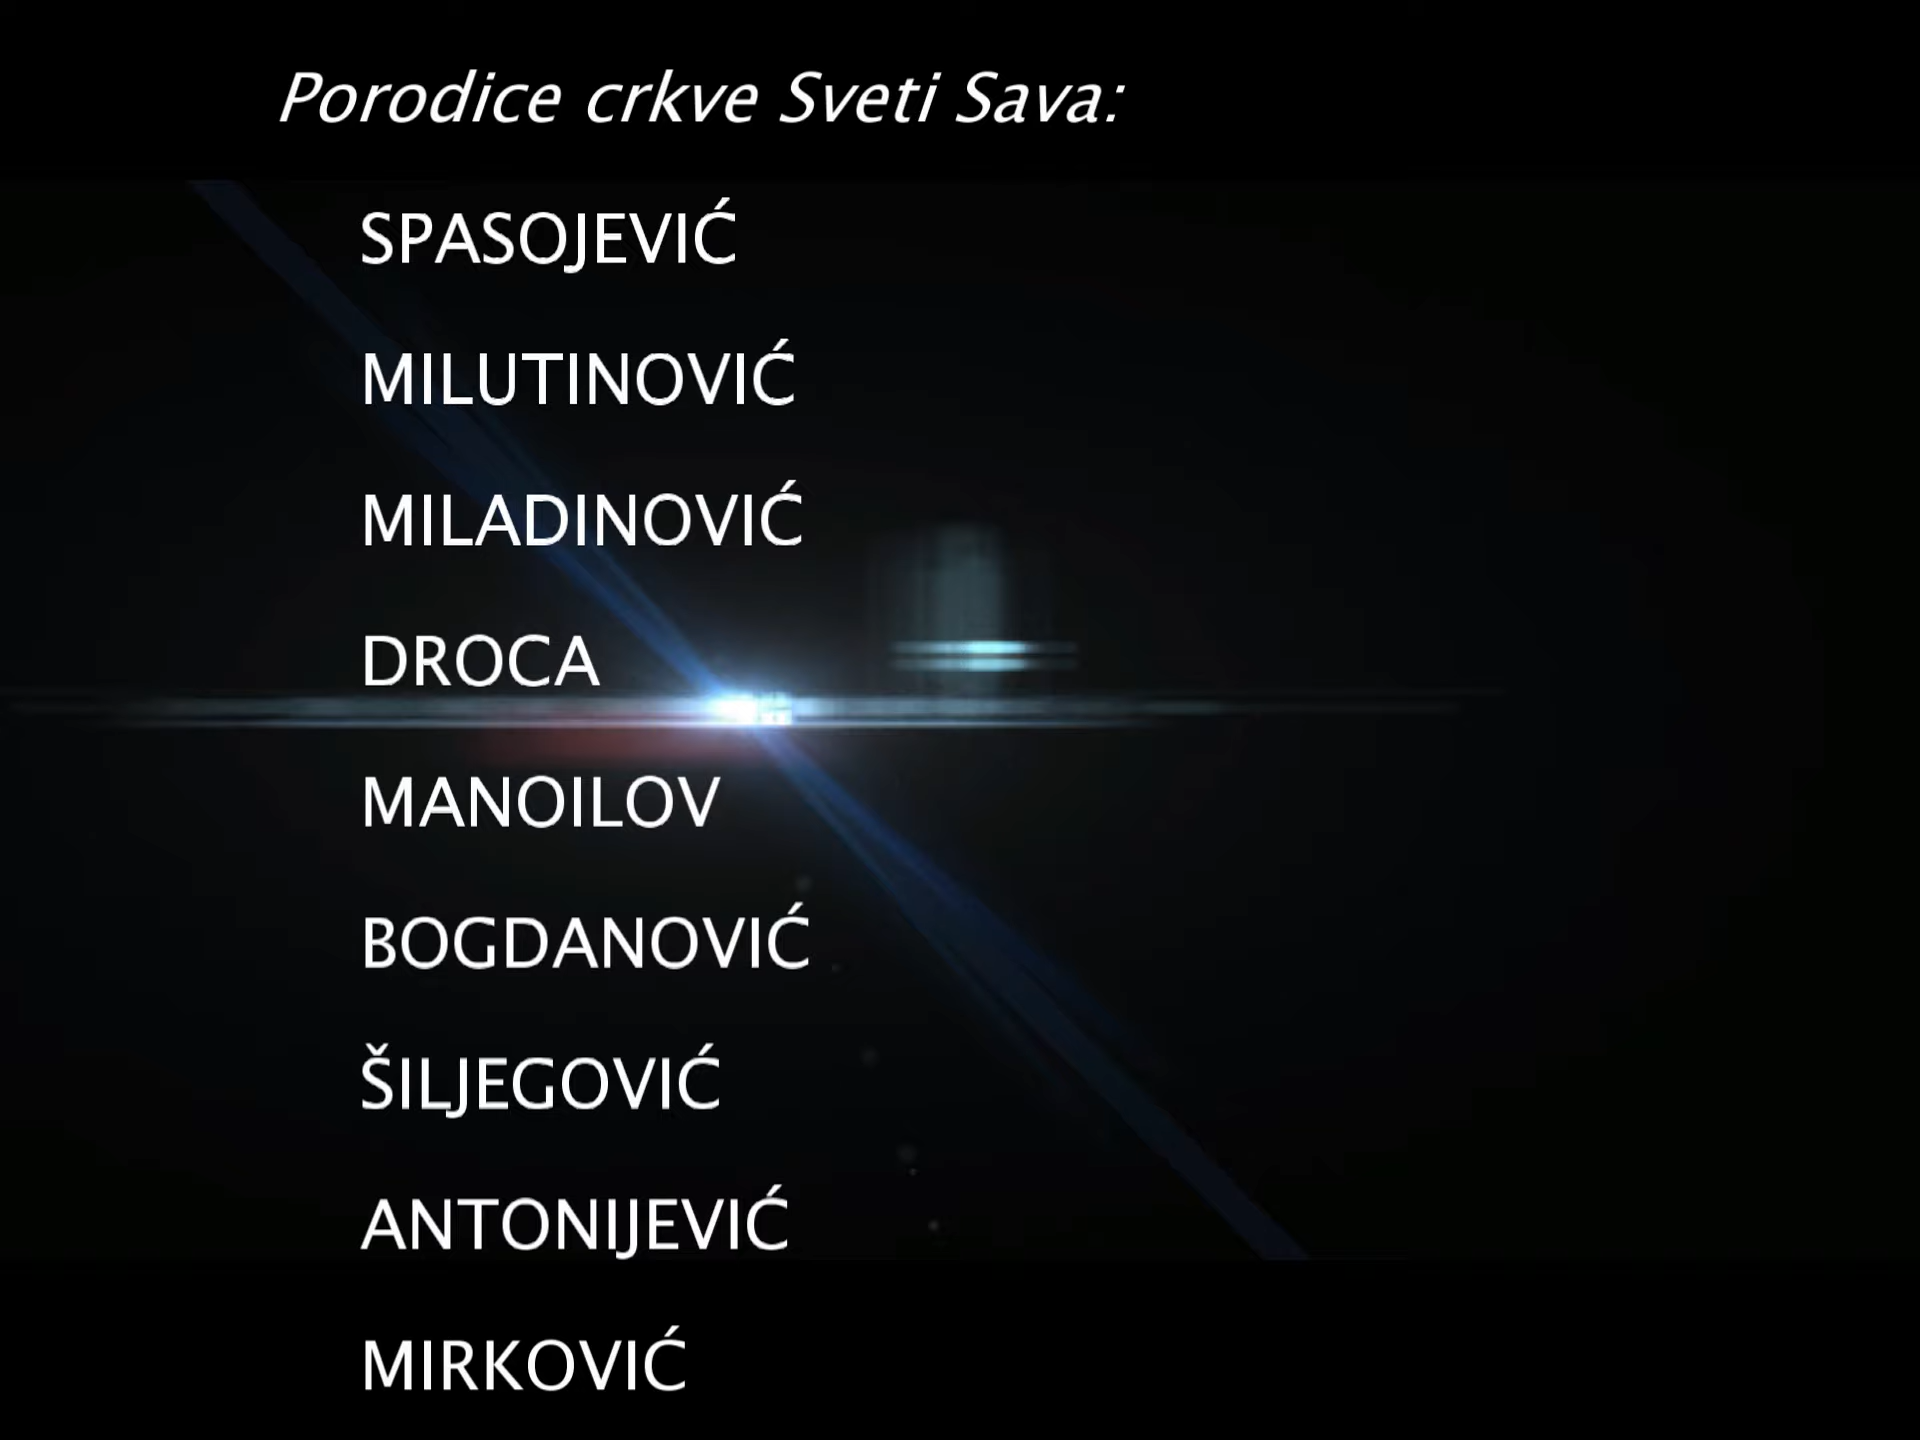 Porodice crkve Sveti Sava:
SPASOJEVIĆ
MILUTINOVIĆ
MILADINOVIĆ
DROCA
MANOILOV
BOGDANOVIĆ
ŠILJEGOVIĆ
ANTONIJEVIĆ
MIRKOVIĆ